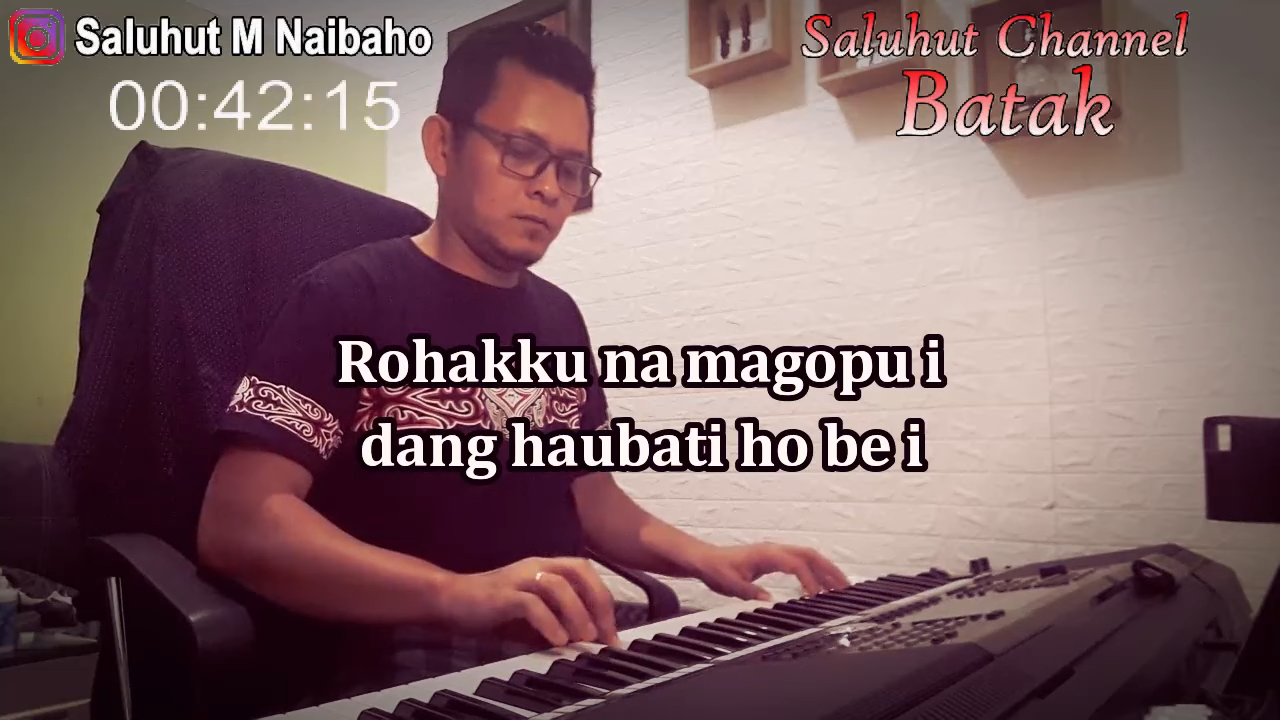 Saluhut M Naibaho
00:42:15
Saluhut Channel
Batak
Rohakku na magopu i
dang haubati ho be i